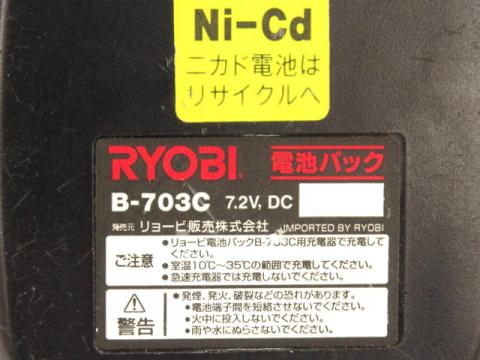 Ni-Cd
ニカド電池は
リサイクルへ
RYOBI 電池パック
B-703C 7.2V, DC
発売元 リョービ販売株式会社 IMPORTED BY RYOBI
ご注意
●リョービ電池パックB-703C用充電器で充電して
ください。
●室温10℃～35℃の範囲で充電してください。
●急速充電器では充電しないでください。
警告
●発煙、発火、破裂などの恐れがあります。
●電池端子間を短絡させないでください。
●火中に投入しないでください。
●雨や水にぬらさないでください。